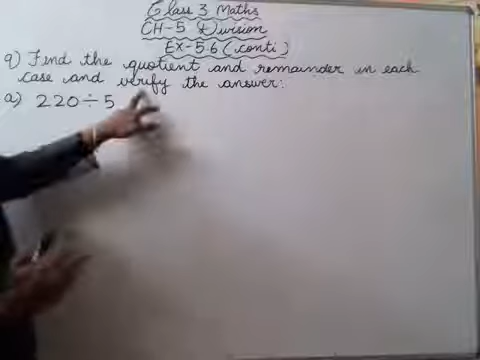 Class 3 Maths
CH-5 Division
Ex-5.6 (conti)
q) Find the quotient and remainder in each
case and verify the answer:
a) 220÷5